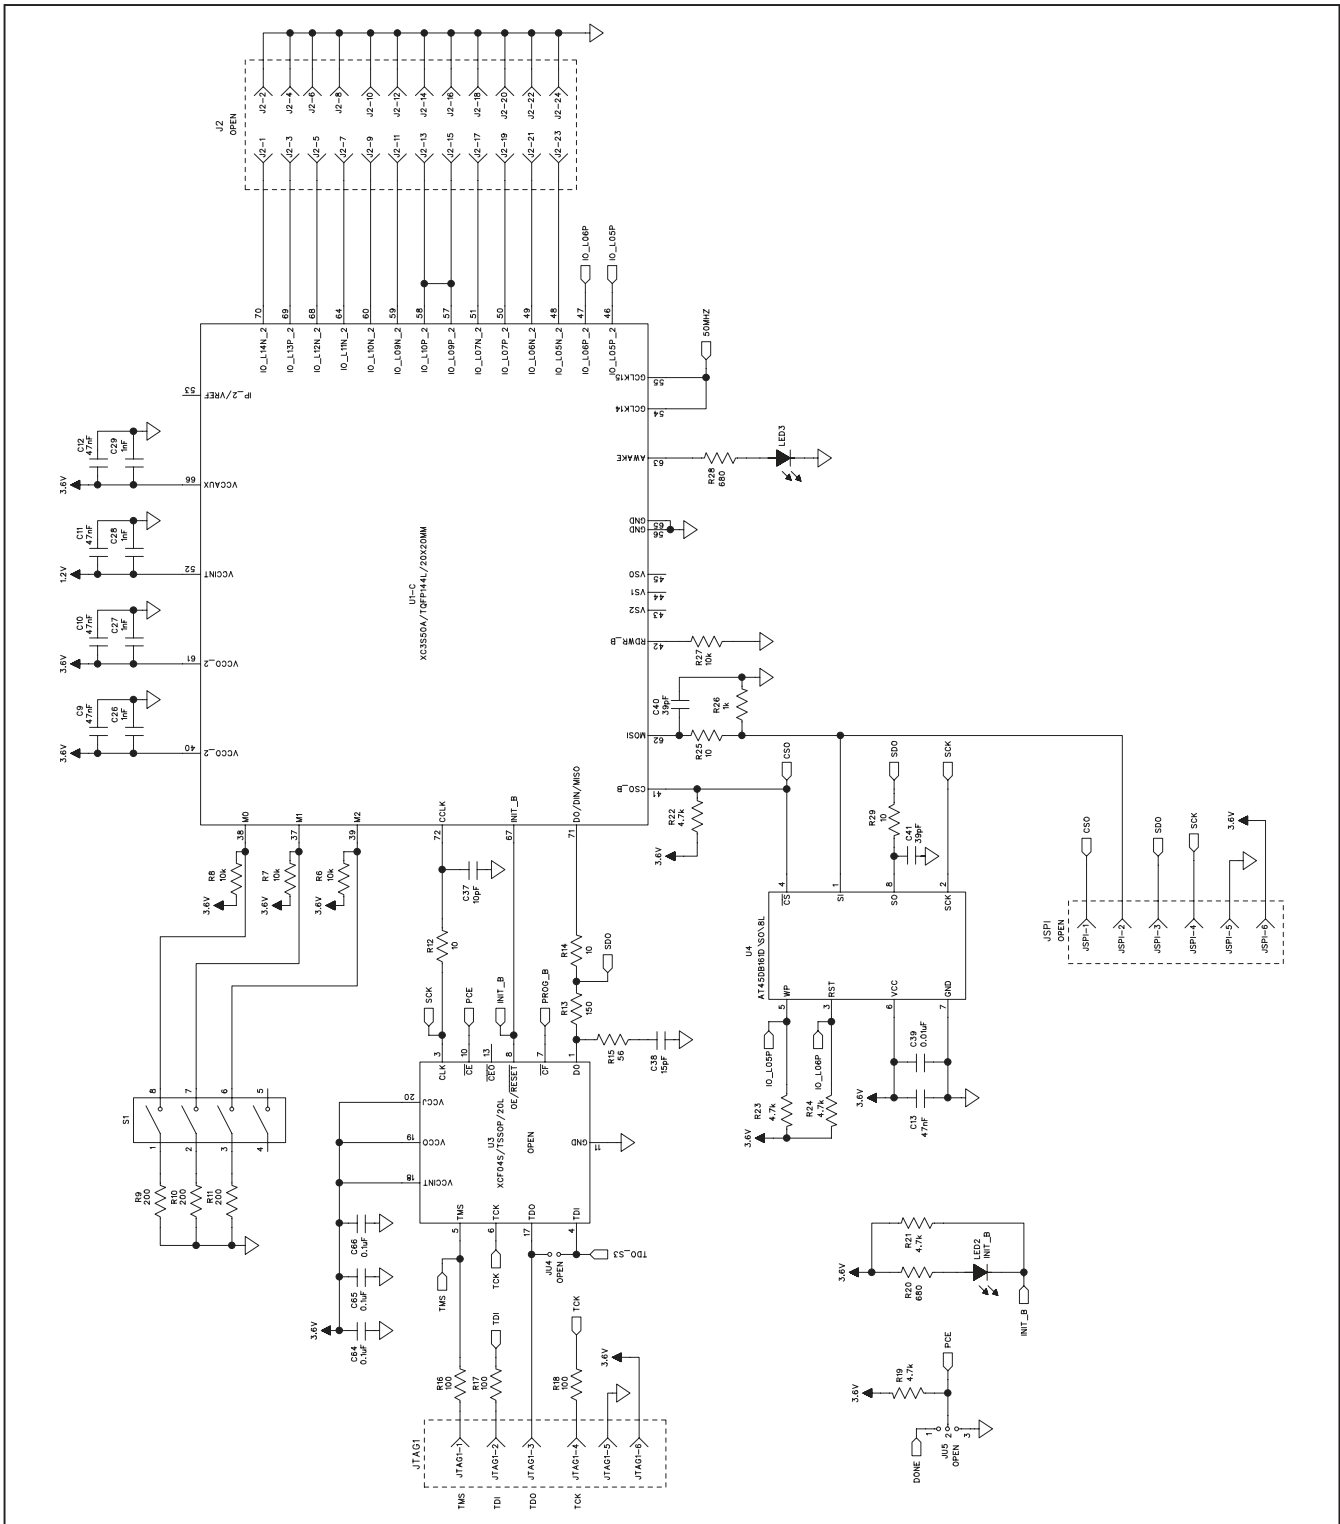 J2
OPEN
J2-2
J2-4
J2-6
J2-8
J2-10
J2-12
J2-14
J2-16
J2-18
J2-20
J2-22
J2-24
J2-1
J2-3
J2-5
J2-7
J2-9
J2-11
J2-13
J2-15
J2-17
J2-19
J2-21
J2-23
IO_L06P
IO_L05P
70
69
68
64
60
59
58
57
51
50
49
48
47
46
IO_L14N_2
IO_L13P_2
IO_L12N_2
IO_L11N_2
IO_L10N_2
IO_L09N_2
IO_L10P_2
IO_L09P_2
IO_L07N_2
IO_L07P_2
IO_L06N_2
IO_L05N_2
IO_L06P_2
IO_L05P_2
53
IP_2/VREF
C12
47nF
C29
1nF
3.6V
66
VCCAUX
C11
47nF
C28
1nF
1.2V
52
VCCINT
C10
47nF
C27
1nF
3.6V
61
VCCO_2
C9
47nF
C26
1nF
3.6V
40
VCCO_2
U1-C
XC3S50A/TQFP144L/20X20MM
GCLK15
55
50MHZ
GCLK14
54
AWAKE
63
R28
680
LED3
GND
65
GND
56
VS0
45
VS1
44
VS2
43
RDWR_B
42
R27
10k
MOSI
62
C40
39pF
R25
10
R26
1k
CSO_B
41
R22
4.7k
3.6V
CSO
SDO
SCK
R29
10
C41
39pF
M0
38
M1
37
M2
39
R8
10k
3.6V
R7
10k
3.6V
R6
10k
3.6V
CCLK
72
INIT_B
67
DO/DIN/MISO
71
C37
10pF
R12
10
R14
10
SDO
R13
150
R15
56
C38
15pF
SCK
PCE
INIT_B
PROG_B
3
10
13
8
7
1
CLK
CE
CEO
OE/RESET
CF
DO
U3
XCF04S/TSSOP/20L
OPEN
20
VCCJ
19
VCCO
18
VCCINT
GND
11
TMS
TCK
TDO
TDI
5
6
17
4
S1
8
7
6
5
1
2
3
4
R9
200
R10
200
R11
200
C66
0.1uF
C65
0.1uF
C64
0.1uF
3.6V
TMS
TCK
JU4
OPEN
TDO_S3
TDI
TCK
R16
100
R17
100
R18
100
3.6V
JTAG1
JTAG1-1
JTAG1-2
JTAG1-3
JTAG1-4
JTAG1-5
JTAG1-6
TMS
TDI
TDO
TCK
4
1
8
2
CS
SI
SO
SCK
U4
AT45DB161D\SO\8L
WP
RST
VCC
GND
5
3
6
7
IO_L05P
IO_L06P
R23
4.7k
R24
4.7k
3.6V
C39
0.01uF
C13
47nF
3.6V
CSO
SDO
SCK
3.6V
JSPI
OPEN
JSPI-1
JSPI-2
JSPI-3
JSPI-4
JSPI-5
JSPI-6
R21
4.7k
3.6V
R20
680
LED2
INIT_B
INIT_B
R19
4.7k
3.6V
PCE
DONE
1
2
3
JU5
OPEN